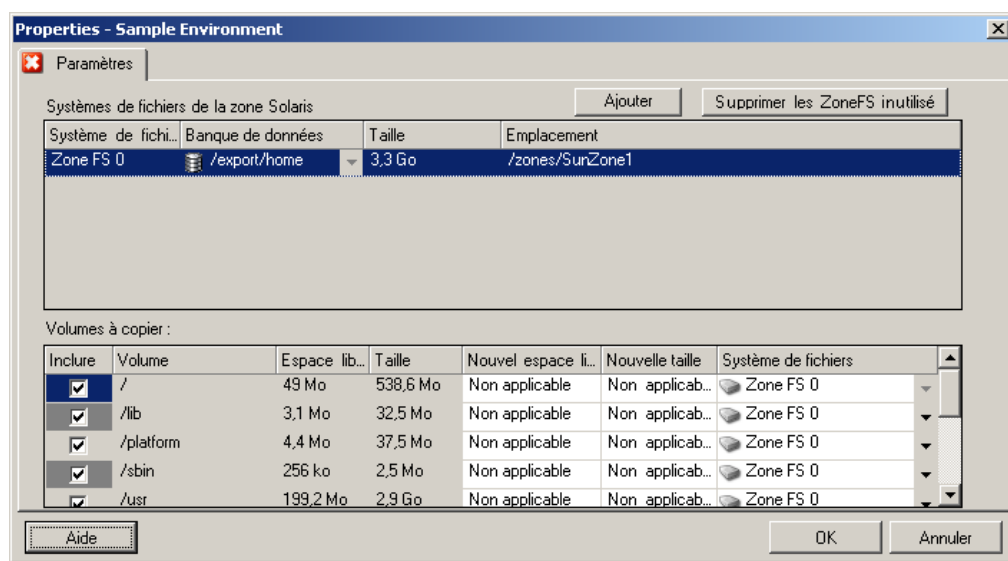 Properties - Sample Environment
Paramètres
Systèmes de fichiers de la zone Solaris Ajouter Supprimer les ZoneFS inutilisé
Système de fichi... Banque de données Taille Emplacement
Zone FS 0 /export/home 3,3 Go /zones/SunZone1
Volumes à copier :
Inclure Volume Espace lib... Taille Nouvel espace li... Nouvelle taille Système de fichiers
/ 49 Mo 538,6 Mo Non applicable Non applicab... Zone FS 0
/lib 3,1 Mo 32,5 Mo Non applicable Non applicab... Zone FS 0
/platform 4,4 Mo 37,5 Mo Non applicable Non applicab... Zone FS 0
/sbin 256 ko 2,5 Mo Non applicable Non applicab... Zone FS 0
/usr 199,2 Mo 2,9 Go Non applicable Non applicab... Zone FS 0
Aide OK Annuler